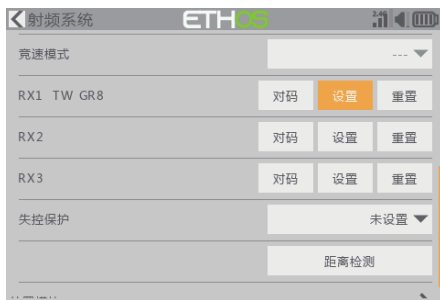 射频系统 ETHOS 2.4G
竞速模式 ---
RX1 TW GR8 对码 设置 重置
RX2 对码 设置 重置
RX3 对码 设置 重置
失控保护 未设置
距离检测